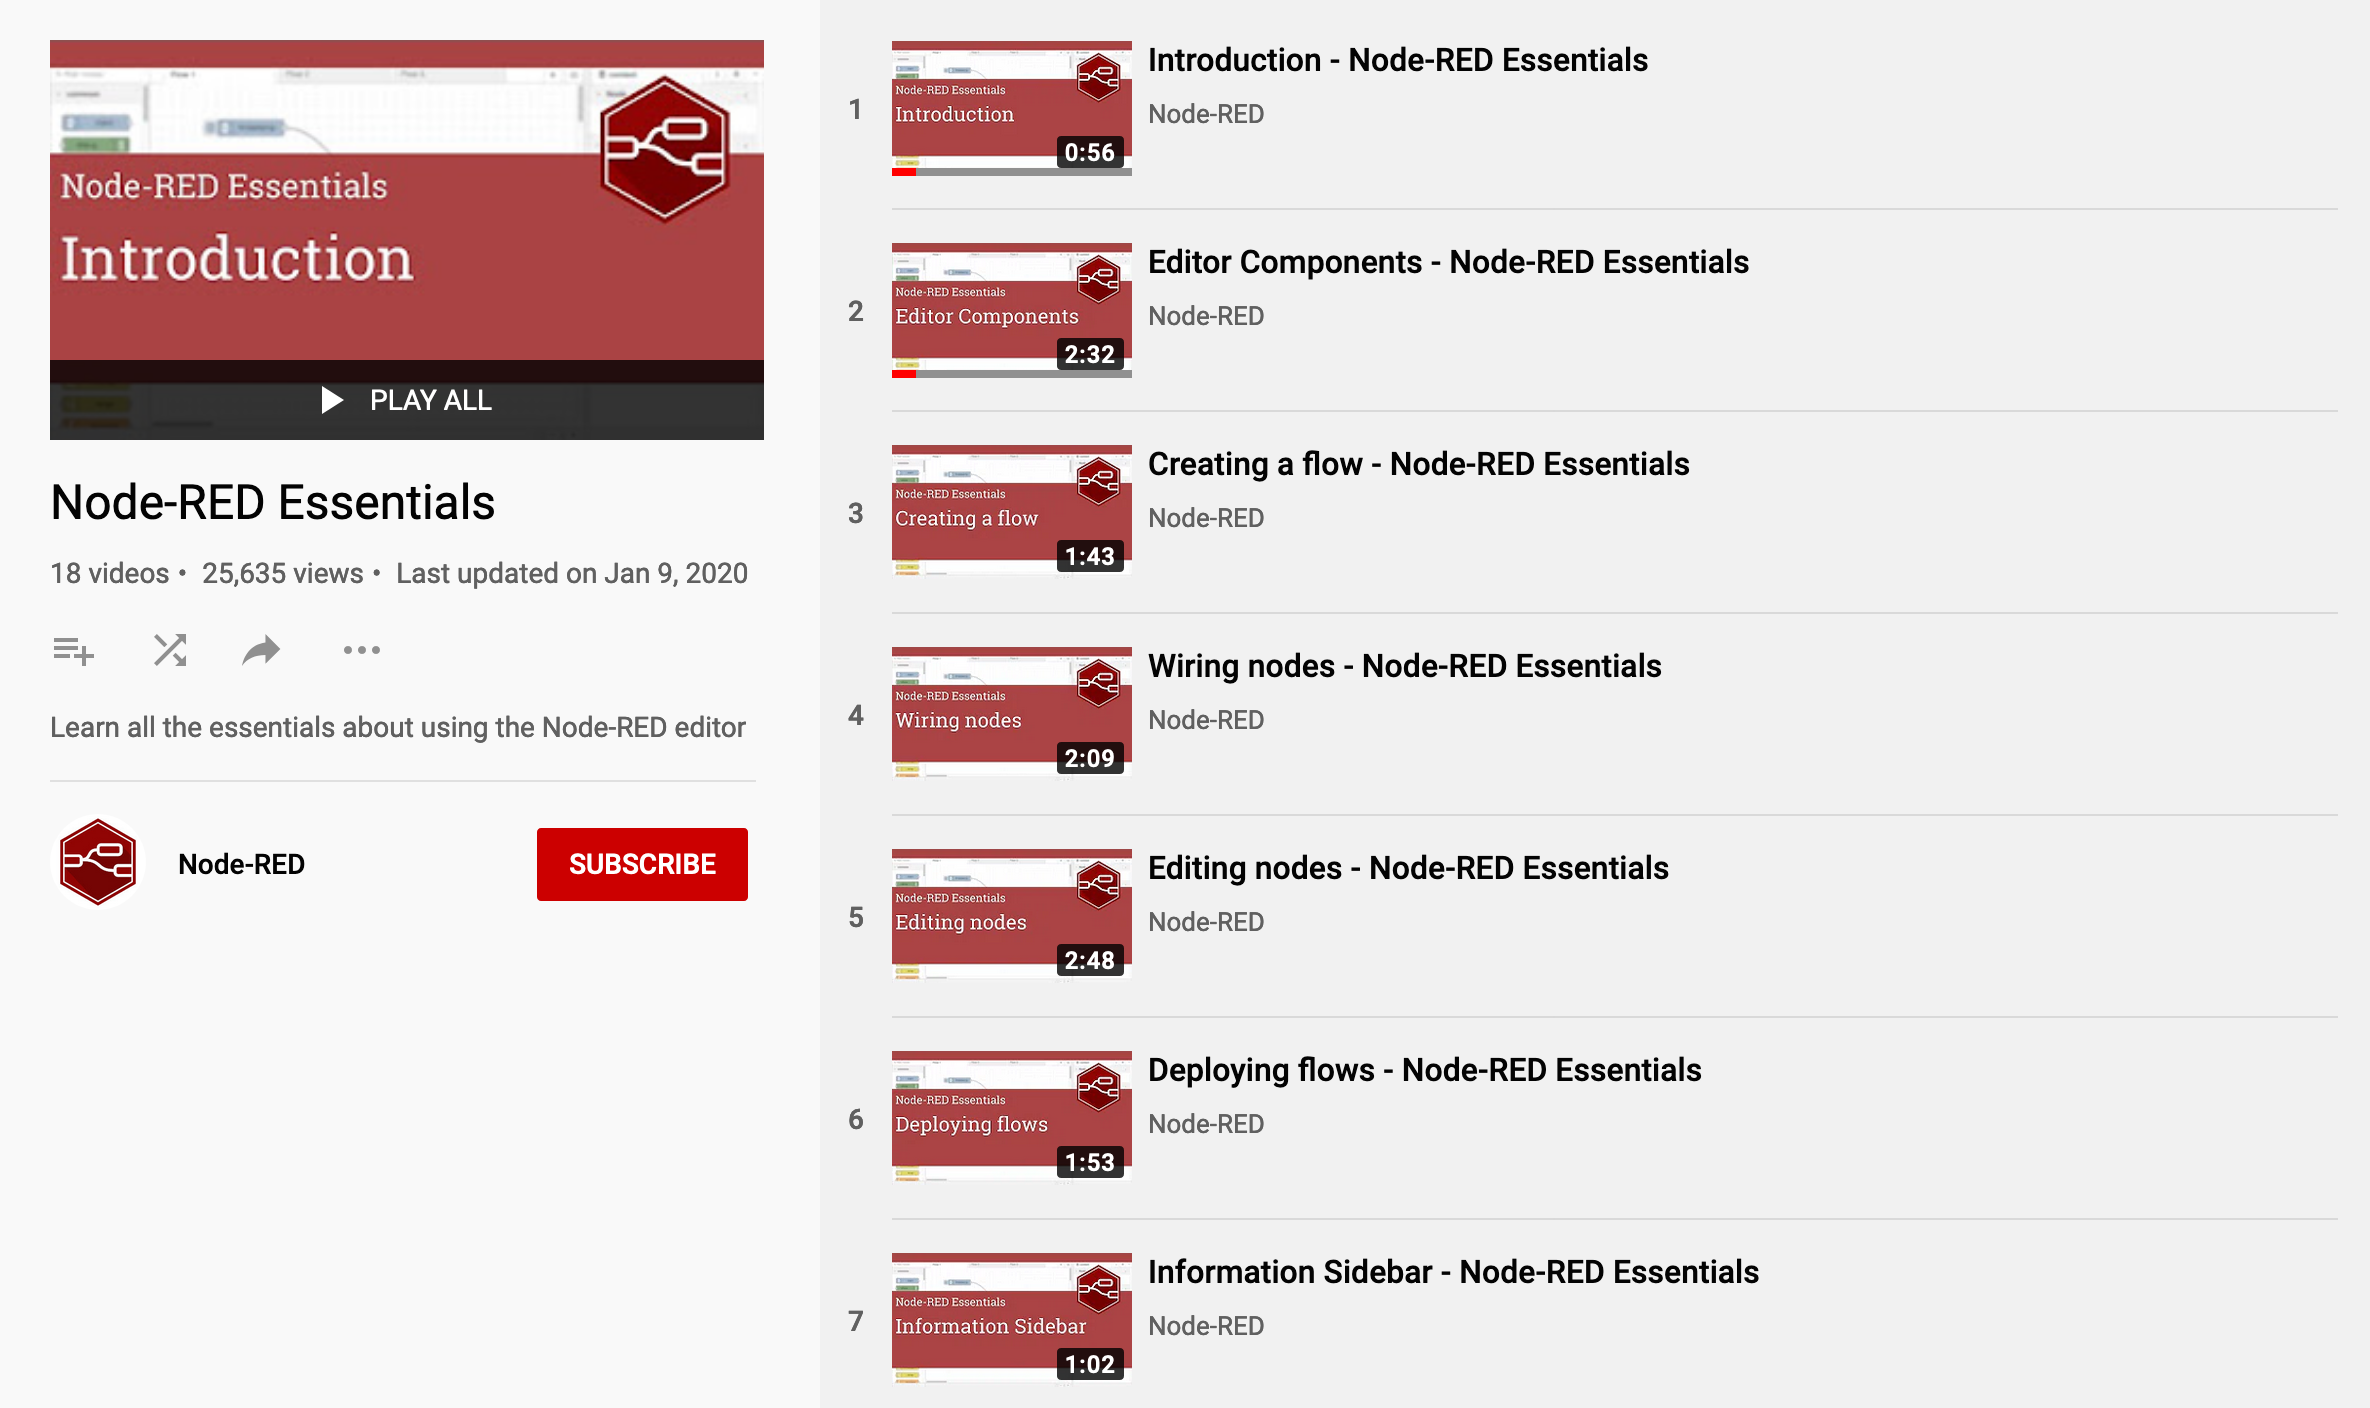 Node-RED Essentials
Introduction
PLAY ALL
Node-RED Essentials
18 videos • 25,635 views • Last updated on Jan 9, 2020
Learn all the essentials about using the Node-RED editor
Node-RED
SUBSCRIBE
1
Node-RED Essentials
Introduction
0:56
Introduction - Node-RED Essentials
Node-RED
2
Node-RED Essentials
Editor Components
2:32
Editor Components - Node-RED Essentials
Node-RED
3
Node-RED Essentials
Creating a flow
1:43
Creating a flow - Node-RED Essentials
Node-RED
4
Node-RED Essentials
Wiring nodes
2:09
Wiring nodes - Node-RED Essentials
Node-RED
5
Node-RED Essentials
Editing nodes
2:48
Editing nodes - Node-RED Essentials
Node-RED
6
Node-RED Essentials
Deploying flows
1:53
Deploying flows - Node-RED Essentials
Node-RED
7
Node-RED Essentials
Information Sidebar
1:02
Information Sidebar - Node-RED Essentials
Node-RED